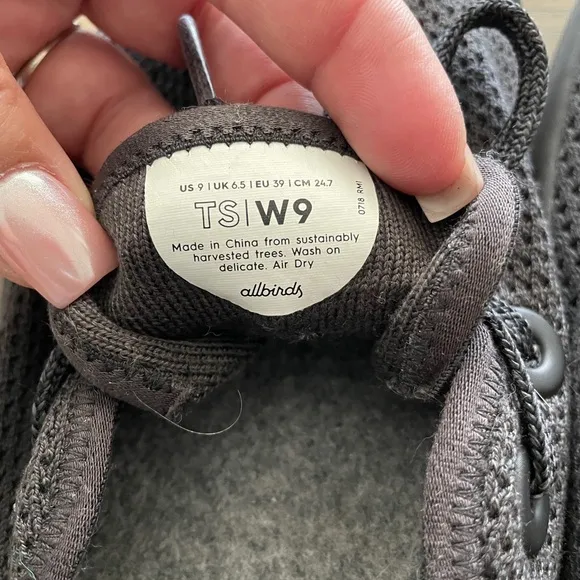 US 9 | UK 6.5 | EU 39 | CM 24.7
TS | W9
Made in China from sustainably
harvested trees. Wash on
delicate. Air Dry
allbirds
0718 RMI